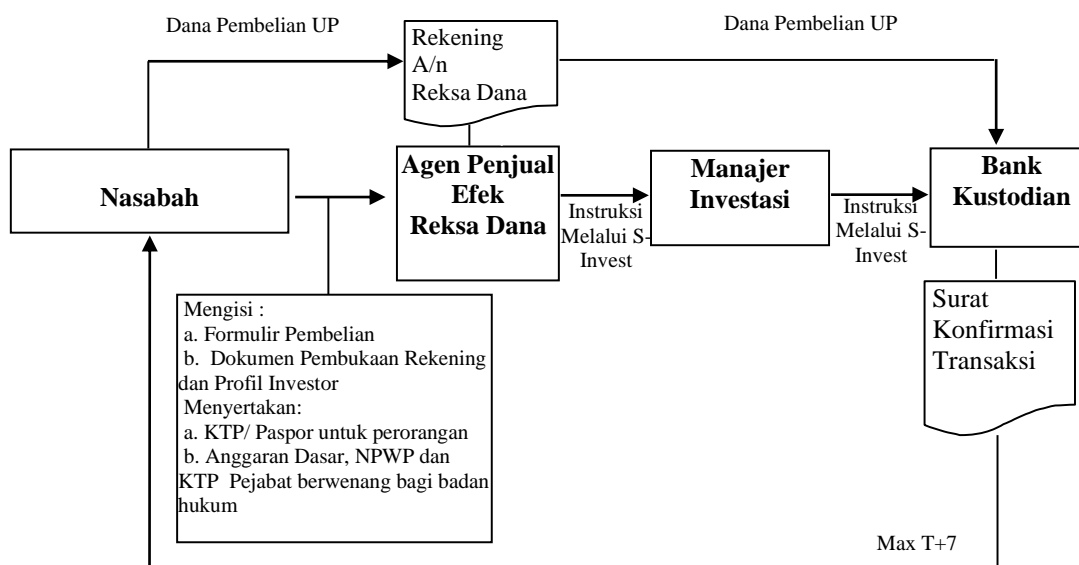 Dana Pembelian UP
Dana Pembelian UP
Rekening
A/n
Reksa Dana
Nasabah
Agen Penjual
Efek
Reksa Dana
Instruksi
Melalui S-
Invest
Manajer
Investasi
Instruksi
Melalui S-
Invest
Bank
Kustodian
Mengisi :
a. Formulir Pembelian
b. Dokumen Pembukaan Rekening
dan Profil Investor
Menyertakan:
a. KTP/ Paspor untuk perorangan
b. Anggaran Dasar, NPWP dan
KTP Pejabat berwenang bagi badan
hukum
Surat
Konfirmasi
Transaksi
Max T+7